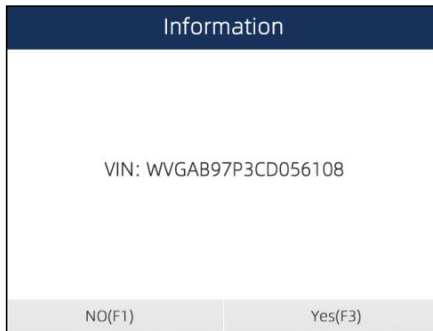 Information
VIN: WVGAB97P3CD056108
NO(F1) Yes(F3)